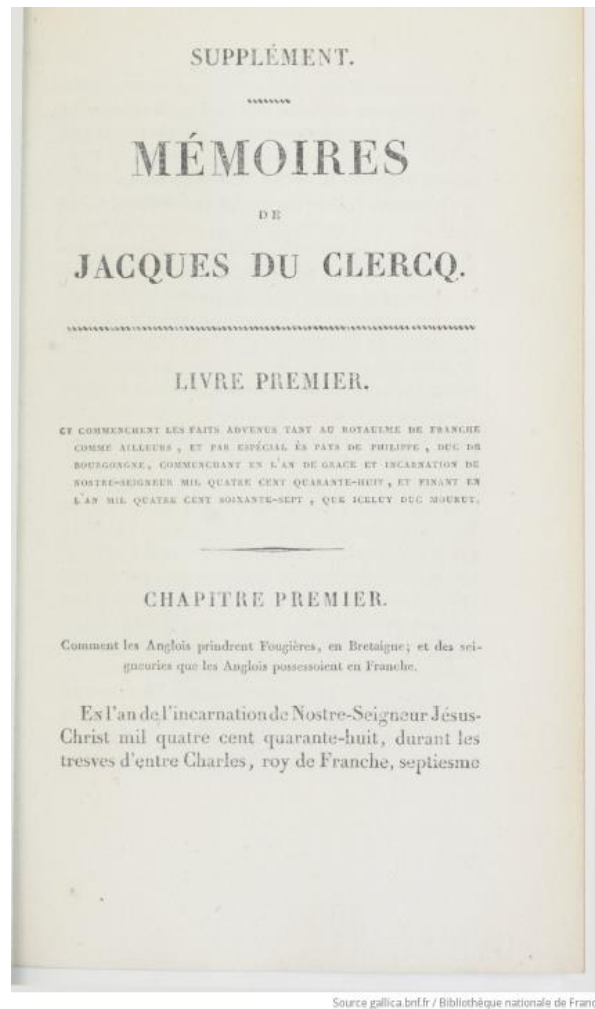 SUPPLÉMENT.
MÉMOIRES
DE
JACQUES DU CLERCQ.
LIVRE PREMIER.
CY COMMENCHENT LES FAITS ADVENUS TANT AU ROYAULME DE FRANCHE
COMME AILLEURS, ET PAR ESPÉCIAL ÈS PAYS DE PHILIPPE, DUC DE
BOURGONGNE, COMMENCHANT EN L'AN DE GRACE ET INCARNATION DE
NOSTRE-SEIGNEUR MIL QUATRE CENT QUARANTE-HUIT, ET FINANT EN
L'AN MIL QUATRE CENT SOIXANTE-SEPT, QUE ICELUY DUC MOURUT.
CHAPITRE PREMIER.
Comment les Anglois prindrent Fougières, en Bretaigne; et des sei-
gneuries que les Anglois possessoient en Franche.
EN l'an de l'incarnation de Nostre-Seigneur Jésus-
Christ mil quatre cent quarante-huit, durant les
tresves d'entre Charles, roy de Franche, septiesme
Source gallica.bnf.fr / Bibliothèque nationale de Franc